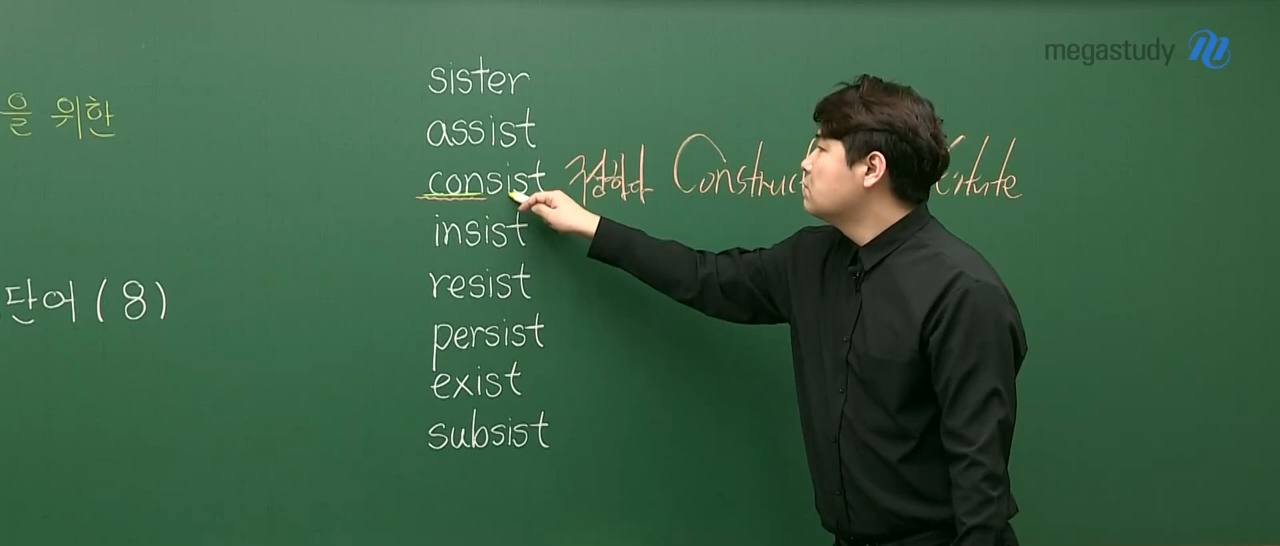 megastudy
을 위한
단어 (8)
sister
assist
consist 구성하다 Construc
insist
resist
persist
exist
subsist